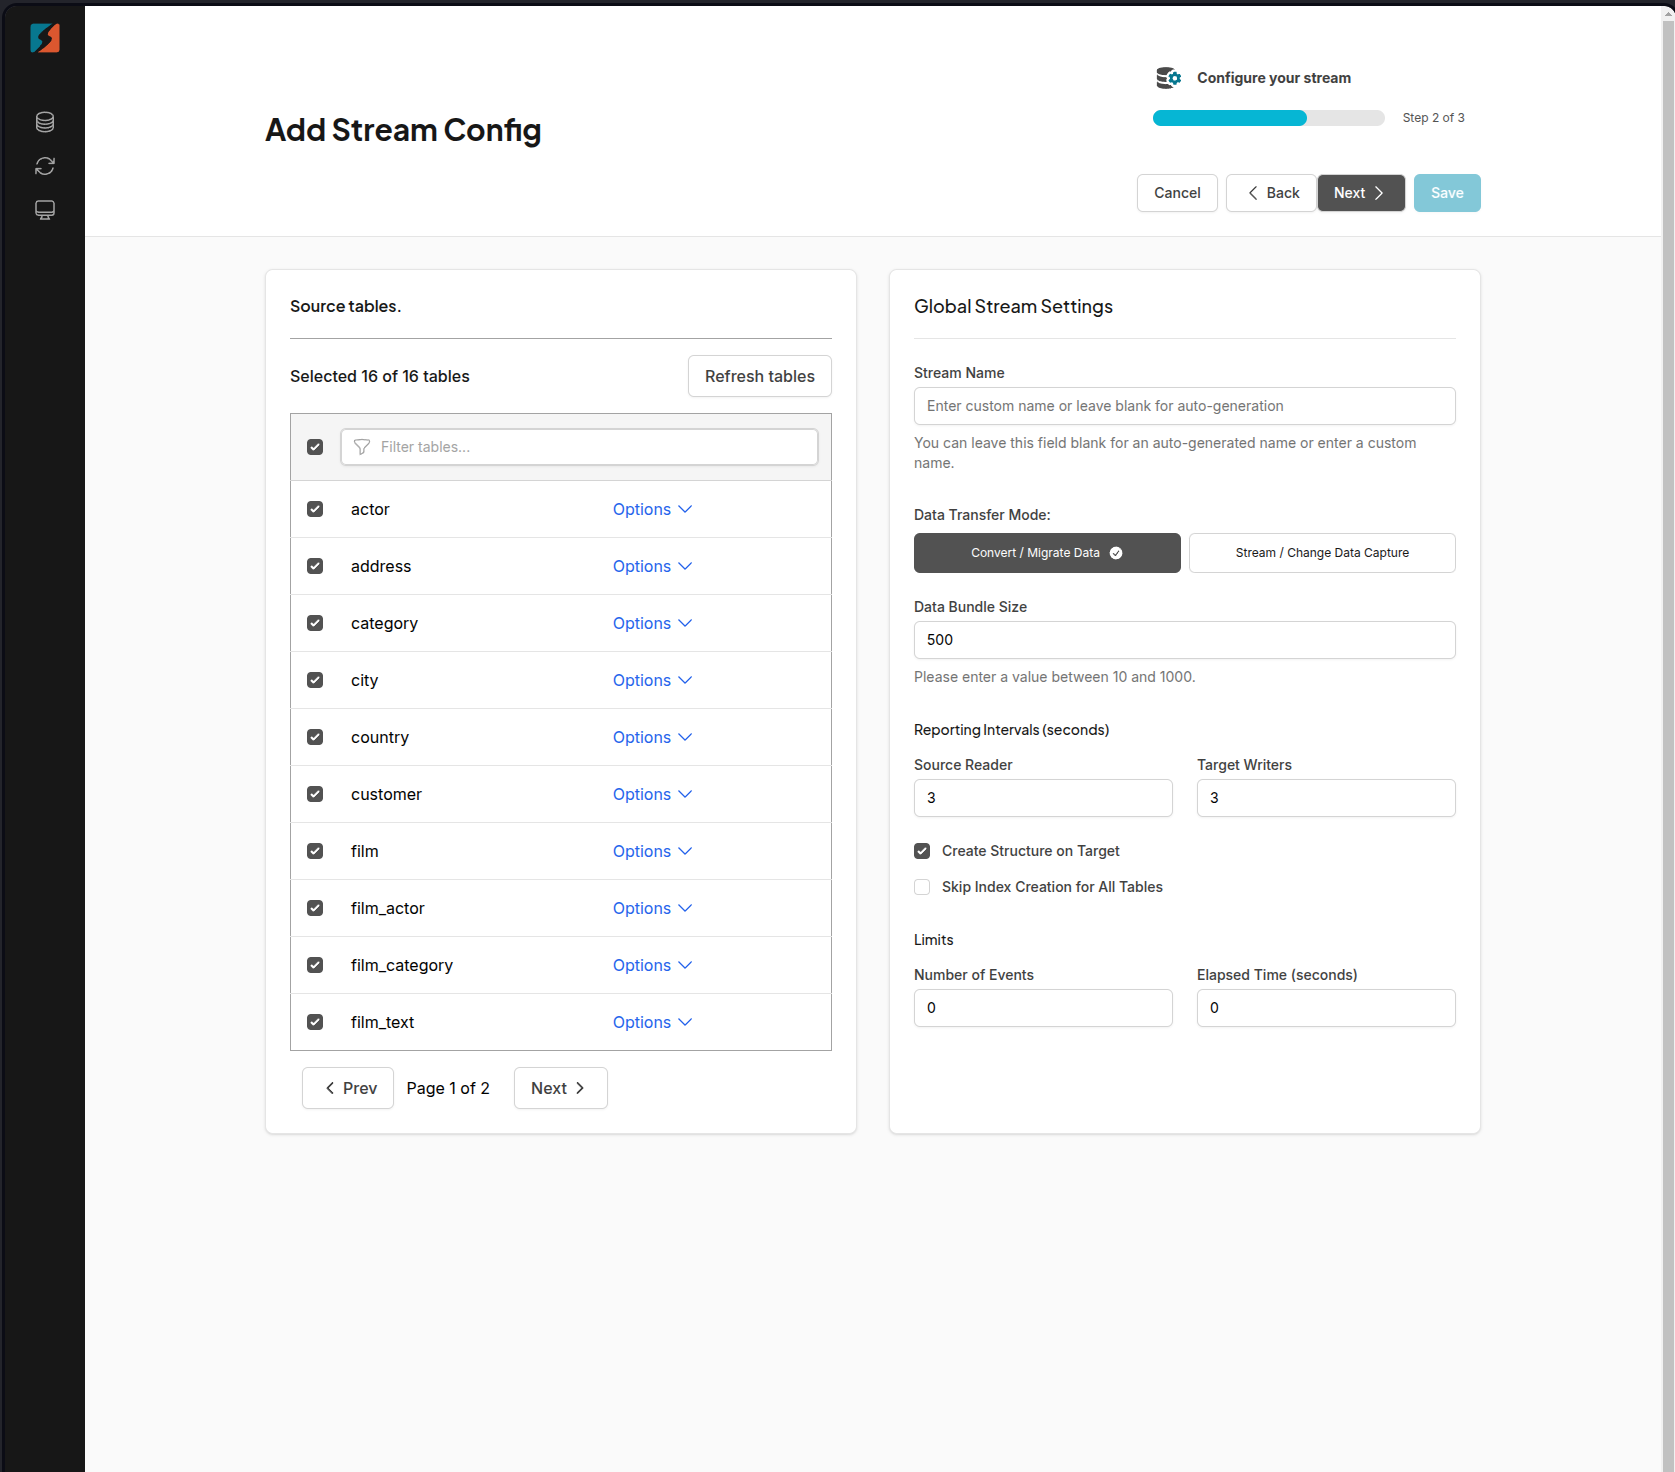 Configure your stream
Add Stream Config
Step 2 of 3
Cancel
Back
Next
Save
Source tables.
Selected 16 of 16 tables
Refresh tables
Filter tables...
actor Options
address Options
category Options
city Options
country Options
customer Options
film Options
film_actor Options
film_category Options
film_text Options
Prev
Page 1 of 2
Next
Global Stream Settings
Stream Name
Enter custom name or leave blank for auto-generation
You can leave this field blank for an auto-generated name or enter a custom
name.
Data Transfer Mode:
Convert / Migrate Data
Stream / Change Data Capture
Data Bundle Size
500
Please enter a value between 10 and 1000.
Reporting Intervals (seconds)
Source Reader Target Writers
3 3
Create Structure on Target
Skip Index Creation for All Tables
Limits
Number of Events Elapsed Time (seconds)
0 0